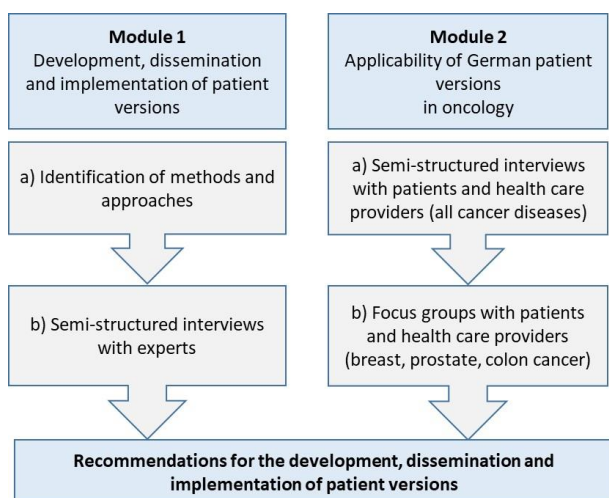 Module 1
Development, dissemination
and implementation of patient
versions
a) Identification of methods and
approaches
b) Semi-structured interviews
with experts
Module 2
Applicability of German patient
versions
in oncology
a) Semi-structured interviews
with patients and health care
providers (all cancer diseases)
b) Focus groups with patients
and health care providers
(breast, prostate, colon cancer)
Recommendations for the development, dissemination and
implementation of patient versions